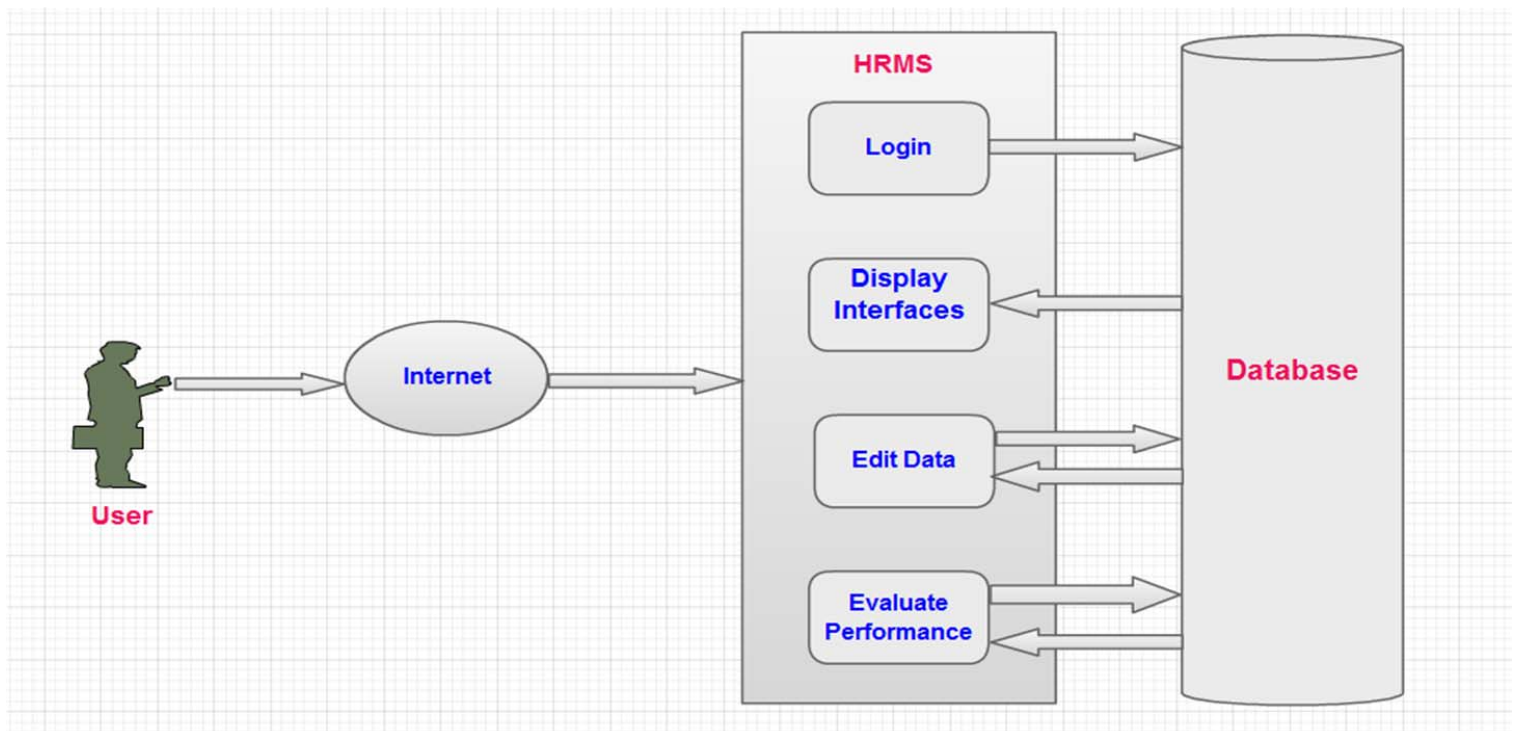 HRMS
Login
Display
Interfaces
Database
Internet
Edit Data
User
Evaluate
Performance